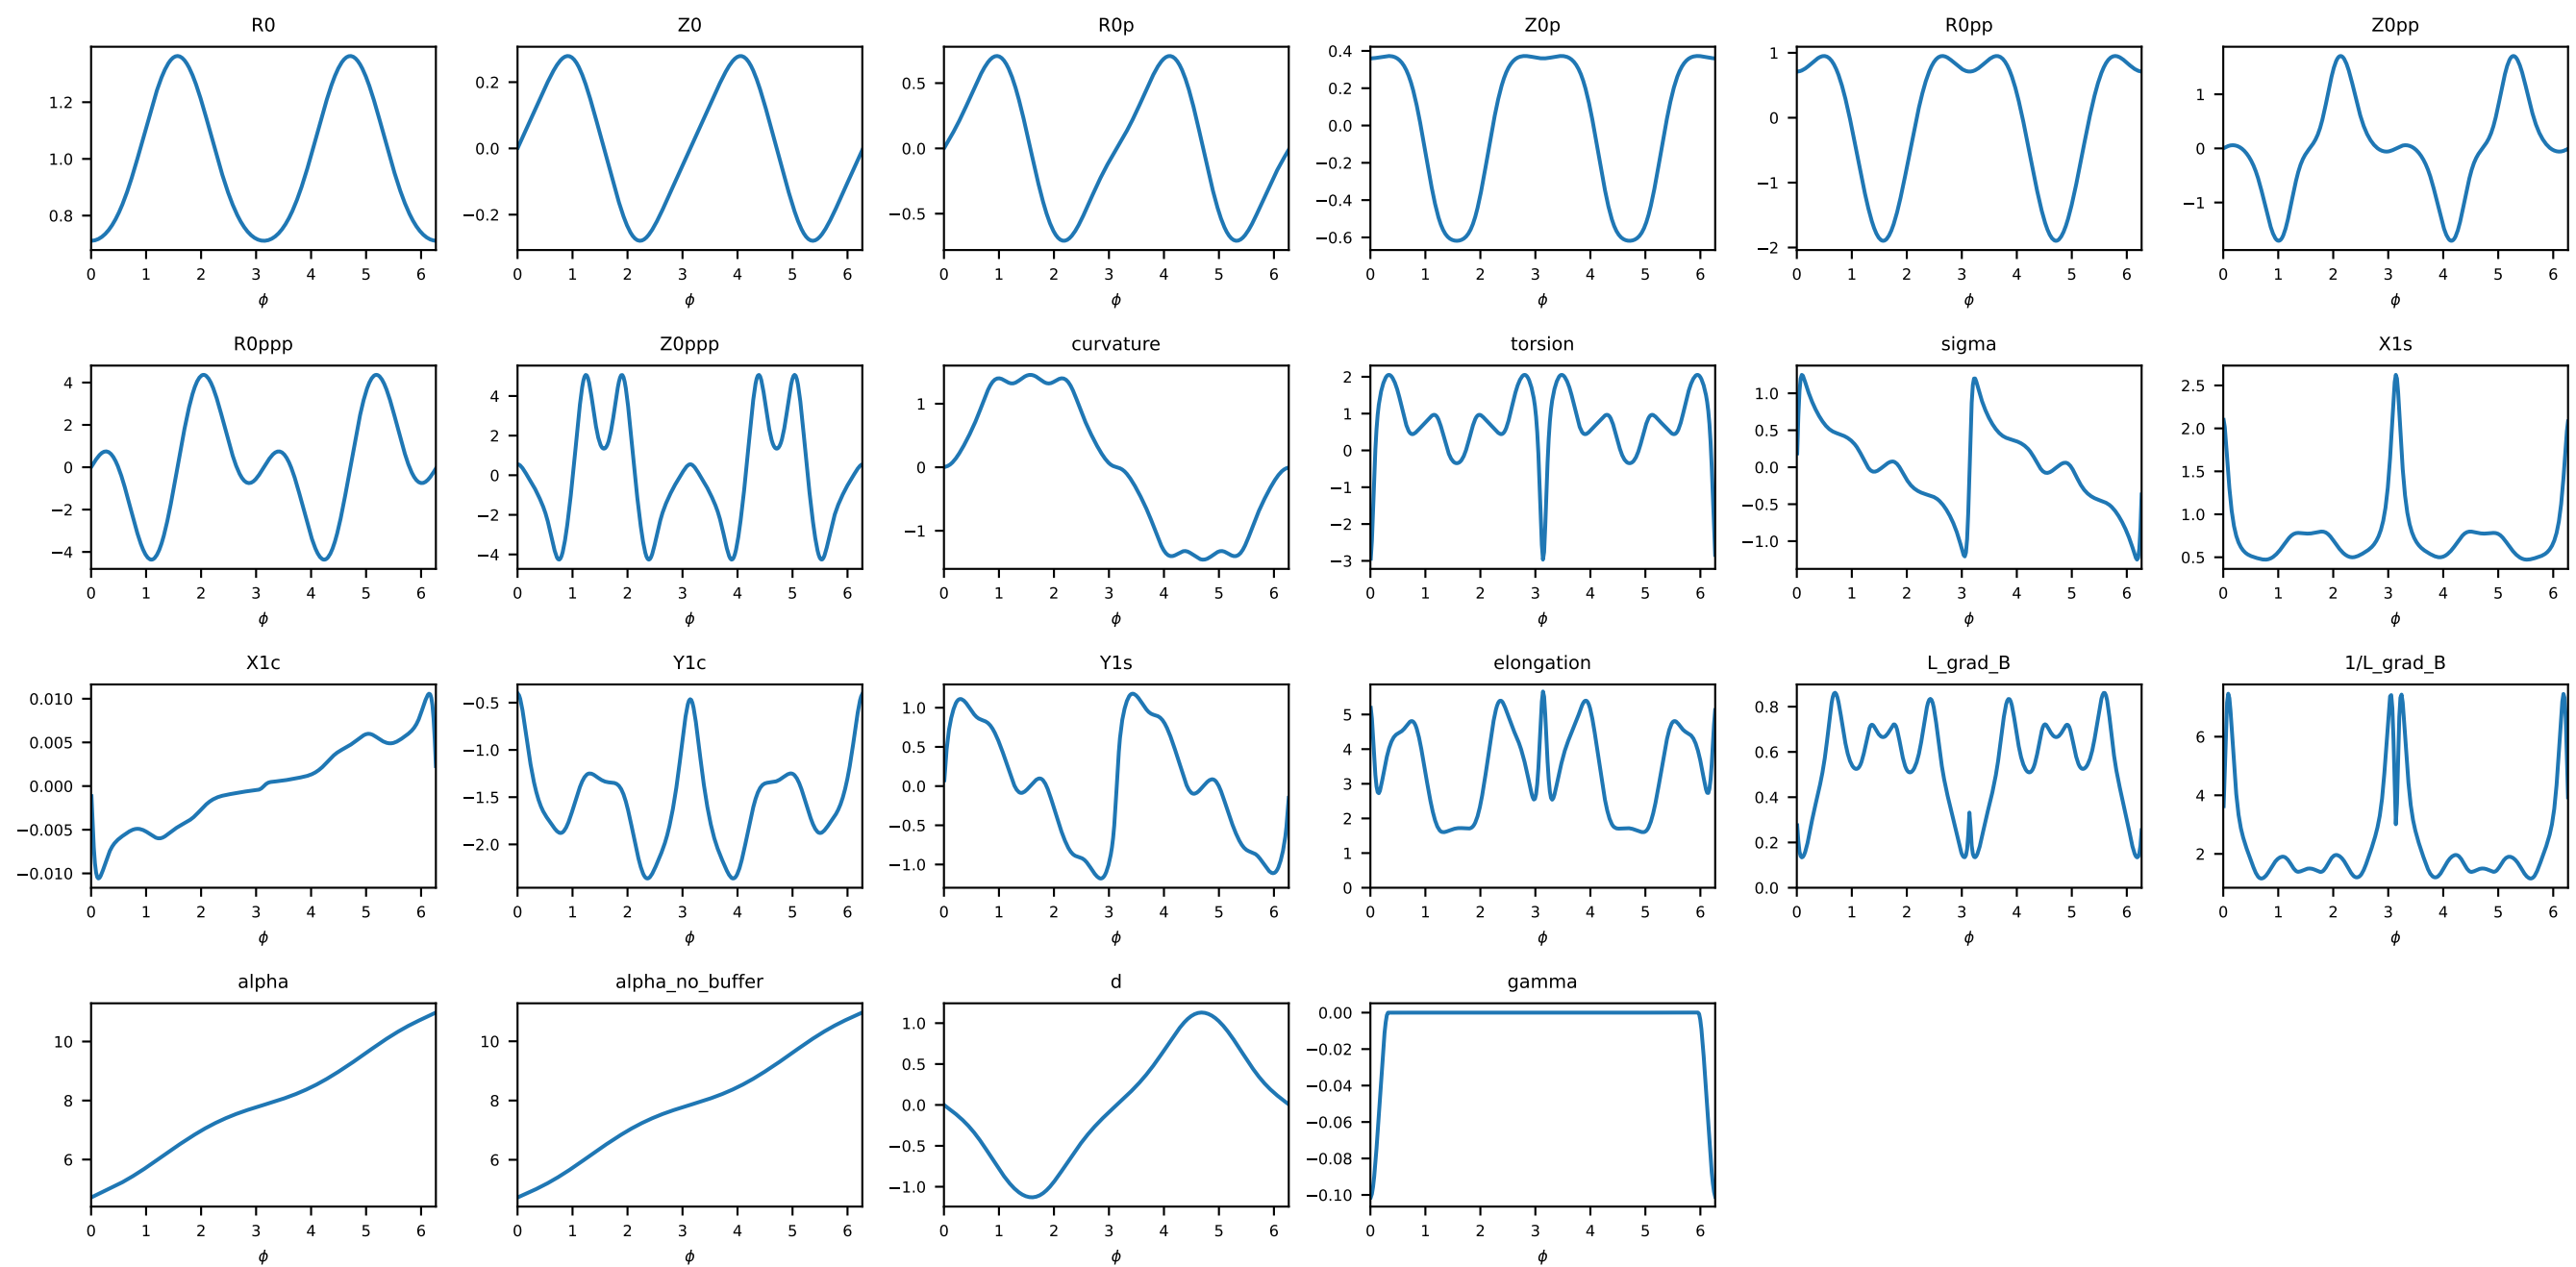 R0 Z0 R0p Z0p R0pp Z0pp
1.2 1.0 0.8
0.2 0.0 −0.2
0.5 0.0 −0.5
0.4 0.2 0.0 −0.2 −0.4 −0.6
1 0 −1 −2
1 0 −1
0 1 2 3 4 5 6 0 1 2 3 4 5 6 0 1 2 3 4 5 6 0 1 2 3 4 5 6 0 1 2 3 4 5 6 0 1 2 3 4 5 6
ϕ ϕ ϕ ϕ ϕ ϕ
R0ppp Z0ppp curvature torsion sigma X1s
4 2 0 −2 −4
4 2 0 −2 −4
1 0 −1
2 1 0 −1 −2 −3
1.0 0.5 0.0 −0.5 −1.0
2.5 2.0 1.5 1.0 0.5
0 1 2 3 4 5 6 0 1 2 3 4 5 6 0 1 2 3 4 5 6 0 1 2 3 4 5 6 0 1 2 3 4 5 6 0 1 2 3 4 5 6
ϕ ϕ ϕ ϕ ϕ ϕ
X1c Y1c Y1s elongation L_grad_B 1/L_grad_B
0.010 0.005 0.000 −0.005 −0.010
−0.5 −1.0 −1.5 −2.0
1.0 0.5 0.0 −0.5 −1.0
5 4 3 2 1 0
0.8 0.6 0.4 0.2 0.0
6 4 2
0 1 2 3 4 5 6 0 1 2 3 4 5 6 0 1 2 3 4 5 6 0 1 2 3 4 5 6 0 1 2 3 4 5 6 0 1 2 3 4 5 6
ϕ ϕ ϕ ϕ ϕ ϕ
alpha alpha_no_buffer d gamma
10 8 6
10 8 6
1.0 0.5 0.0 −0.5 −1.0
0.00 −0.02 −0.04 −0.06 −0.08 −0.10
0 1 2 3 4 5 6 0 1 2 3 4 5 6 0 1 2 3 4 5 6 0 1 2 3 4 5 6
ϕ ϕ ϕ ϕ